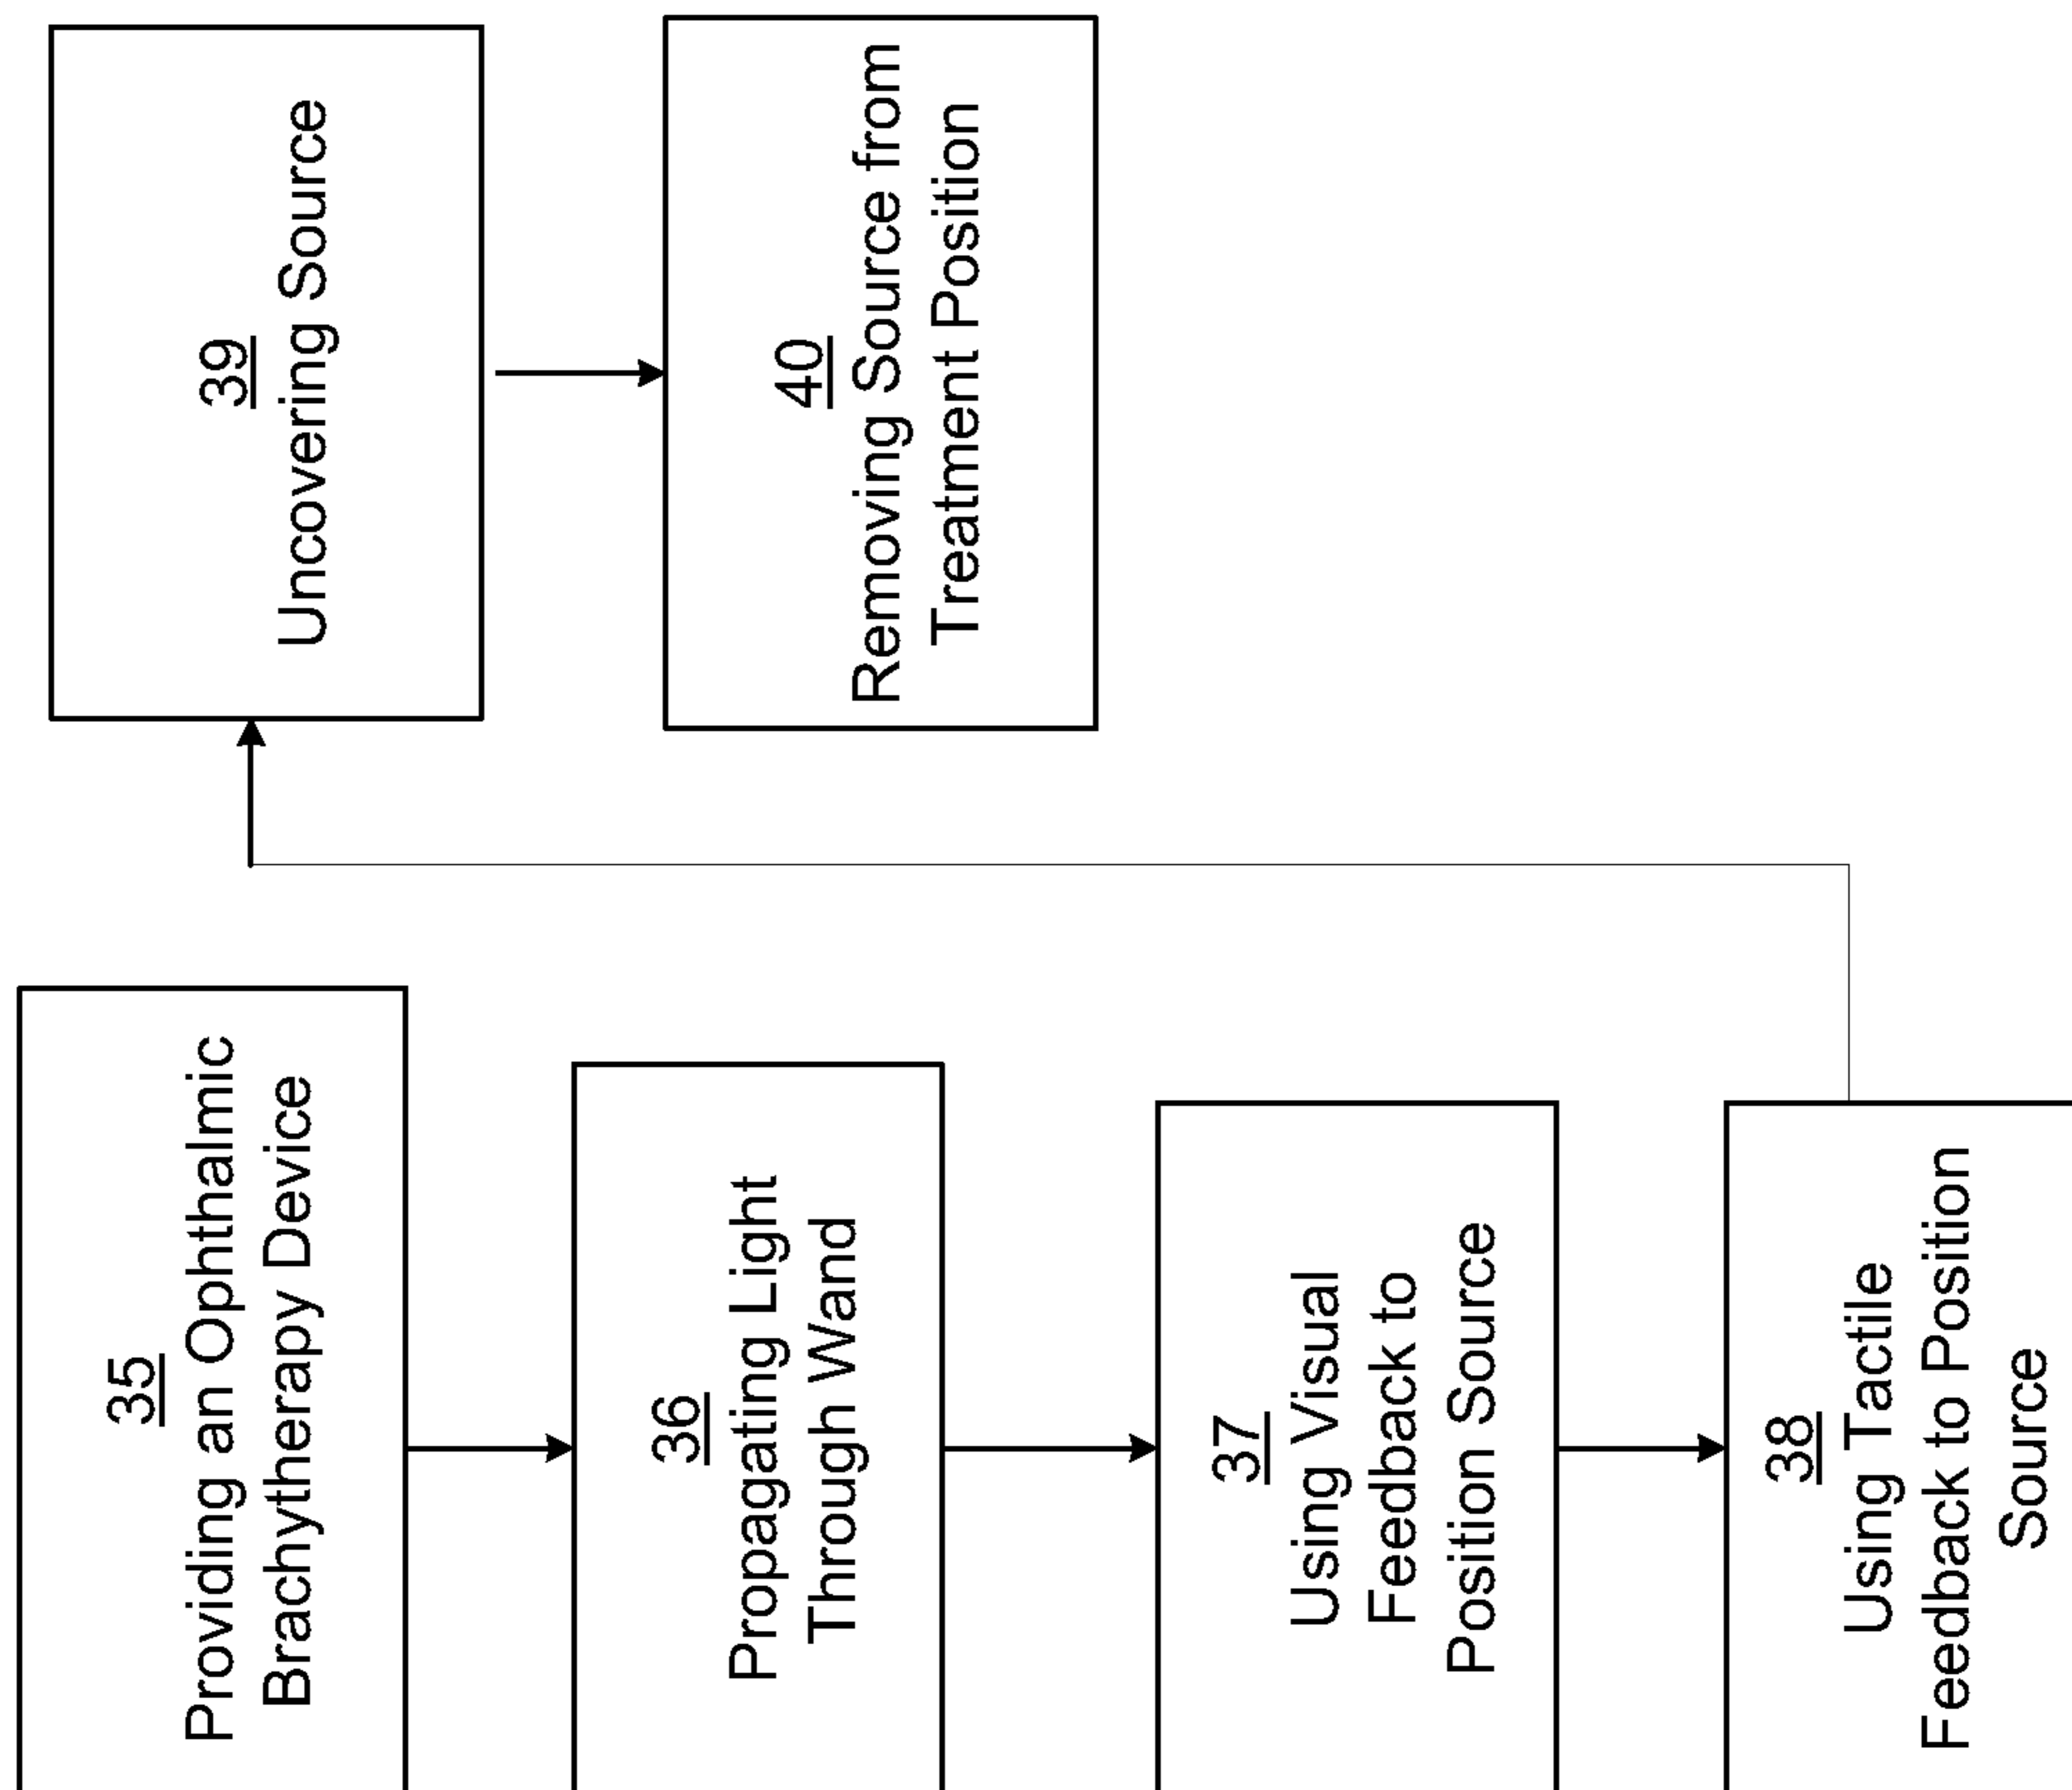 35
Providing an Ophthalmic
Brachytherapy Device
36
Propagating Light
Through Wand
37
Using Visual
Feedback to
Position Source
38
Using Tactile
Feedback to Position
Source
39
Uncovering Source
40
Removing Source from
Treatment Position